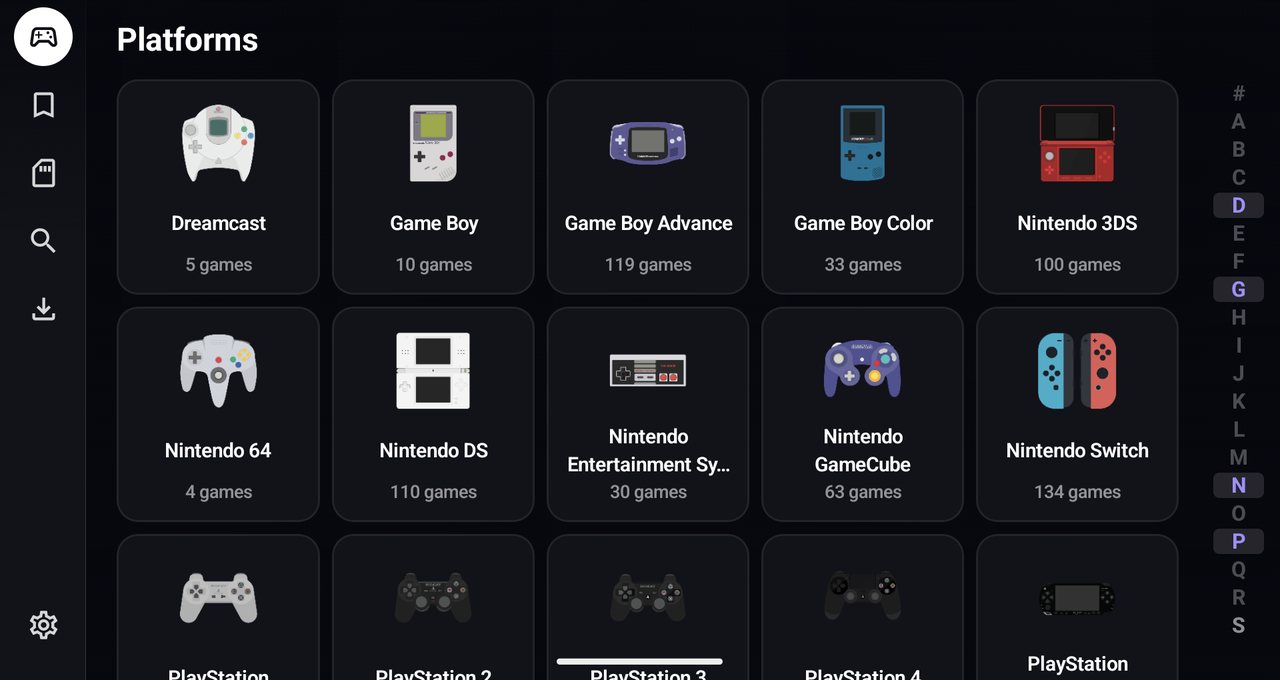 Platforms
Dreamcast
5 games
Game Boy
10 games
Game Boy Advance
119 games
Game Boy Color
33 games
Nintendo 3DS
100 games
Nintendo 64
4 games
Nintendo DS
110 games
Nintendo
Entertainment Sy...
30 games
Nintendo
GameCube
63 games
Nintendo Switch
134 games
PlayStation
PlayStation 2
PlayStation 3
PlayStation 4
PlayStation
#
A
B
C
D
E
F
G
H
I
J
K
L
M
N
O
P
Q
R
S